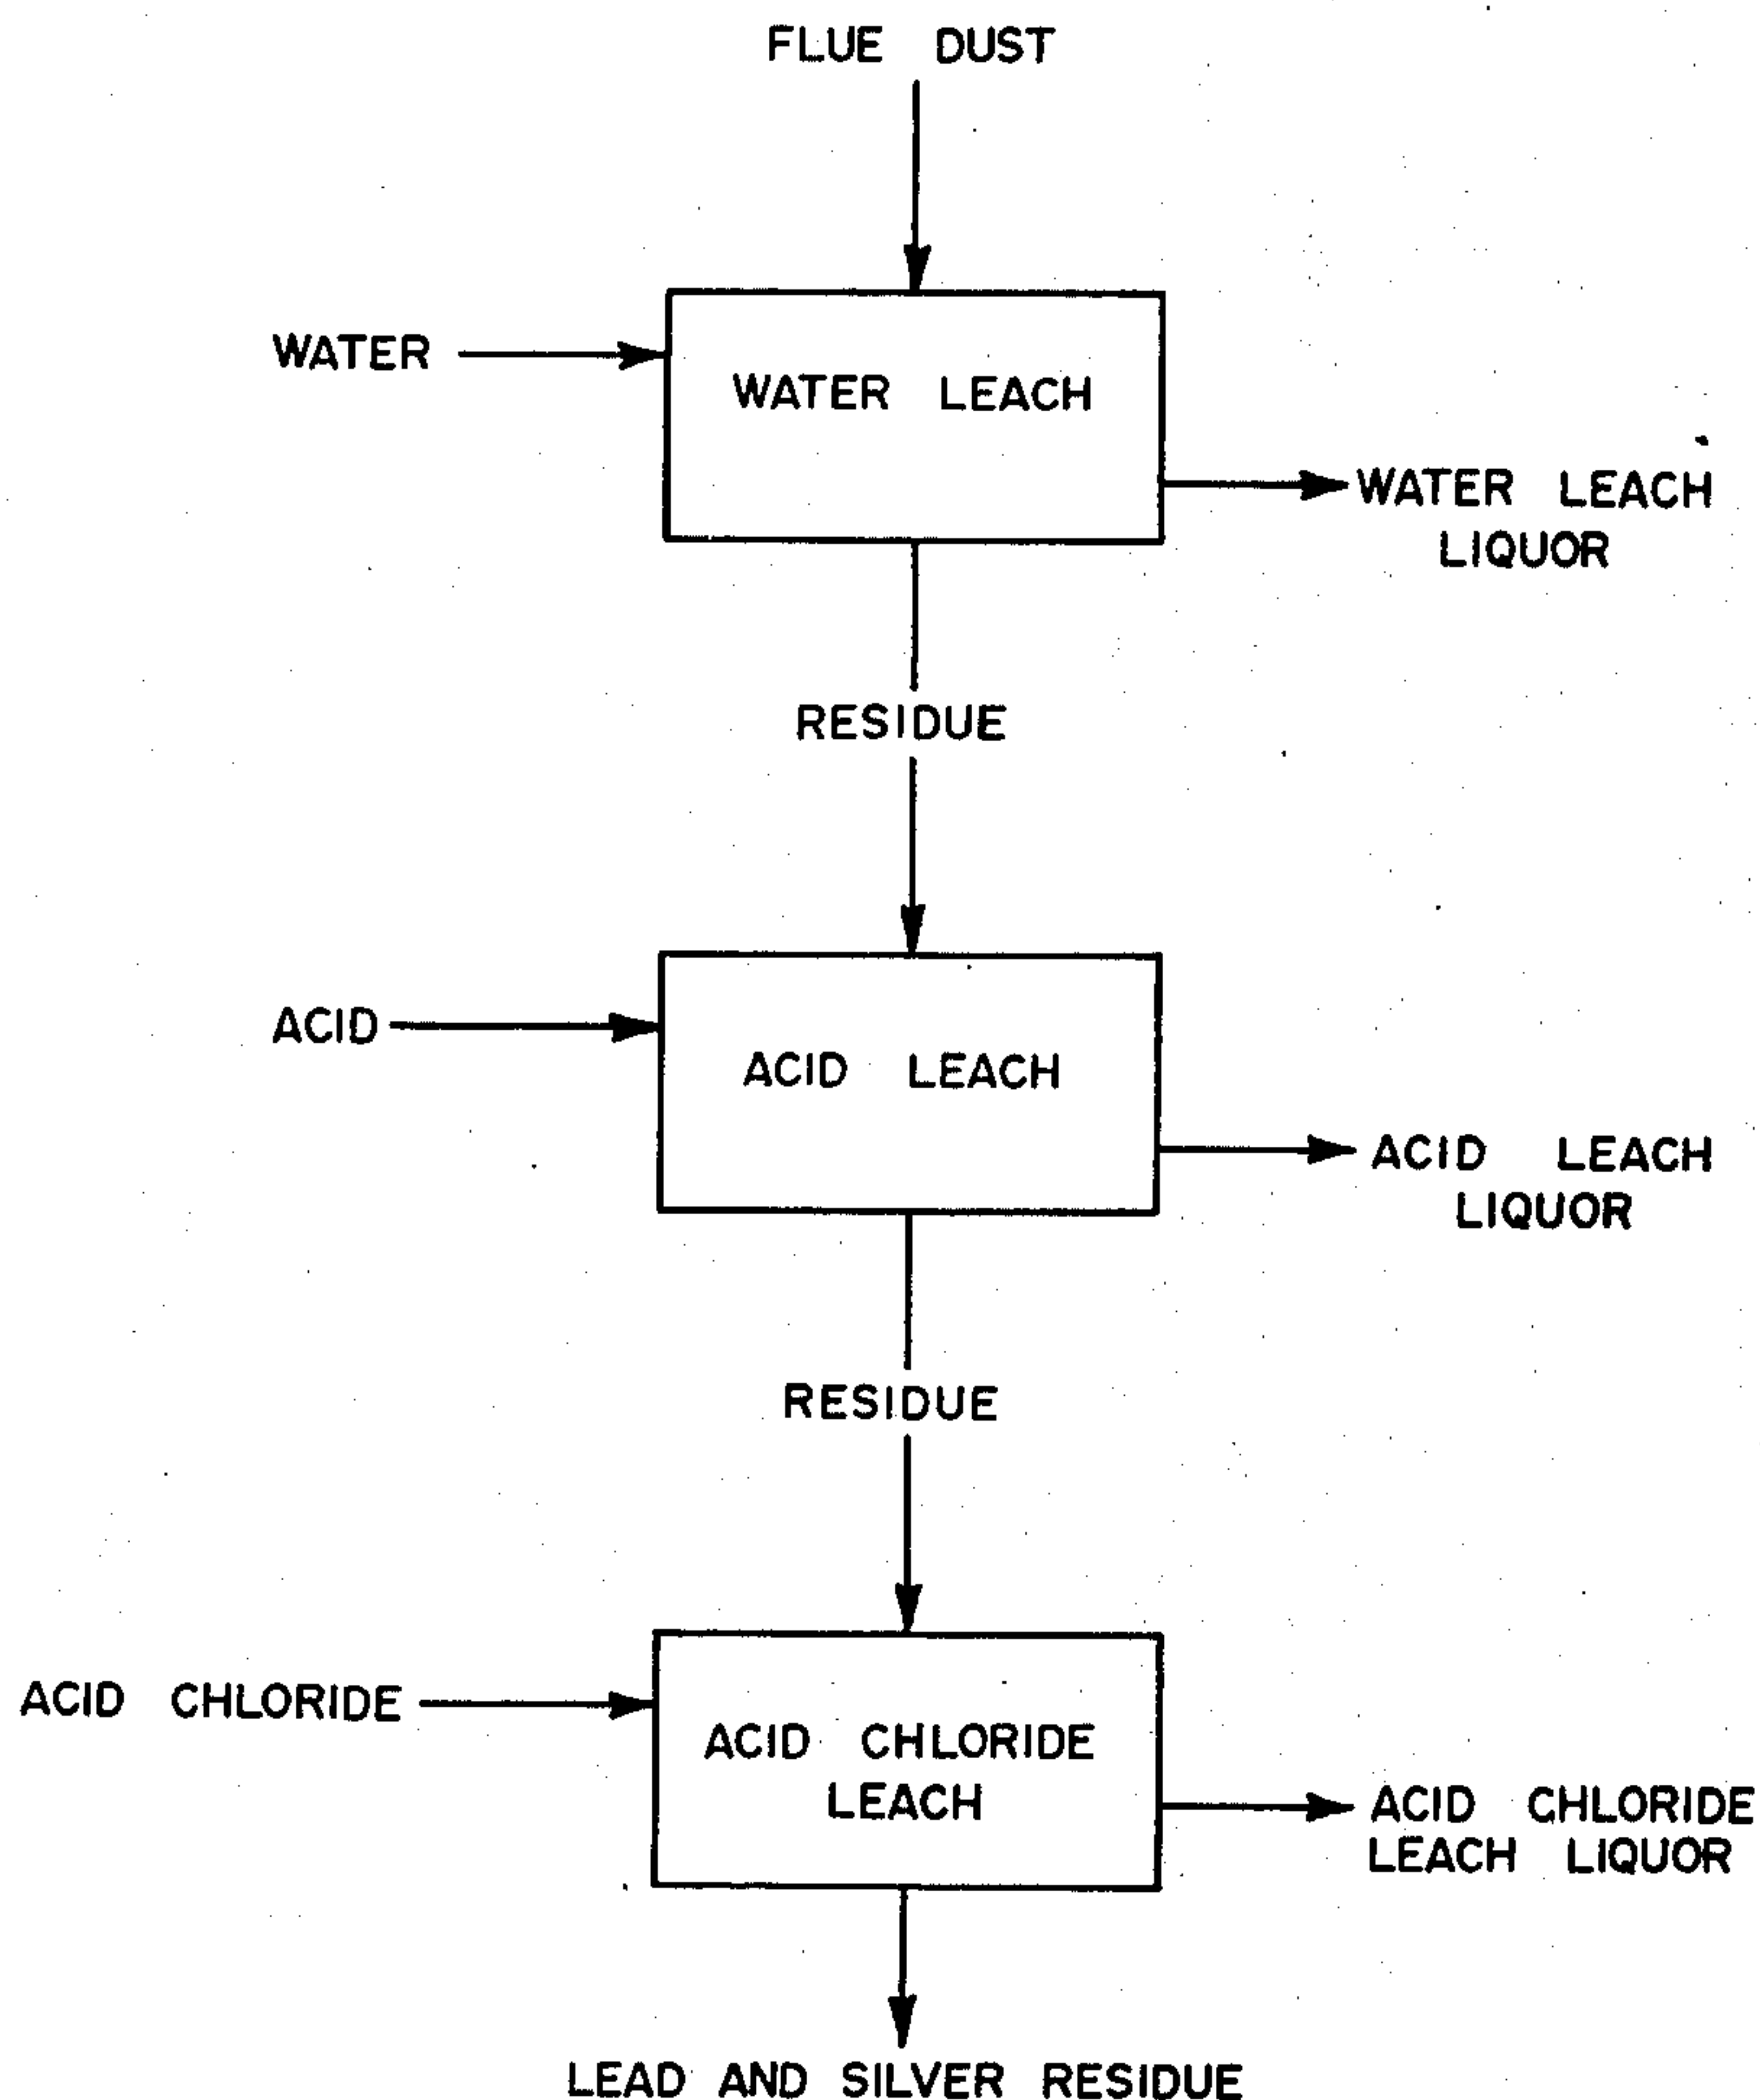 FLUE DUST
WATER
WATER LEACH
WATER LEACH
LIQUOR
RESIDUE
ACID
ACID LEACH
ACID LEACH
LIQUOR
RESIDUE
ACID CHLORIDE
ACID CHLORIDE
LEACH
ACID CHLORIDE
LEACH LIQUOR
LEAD AND SILVER RESIDUE